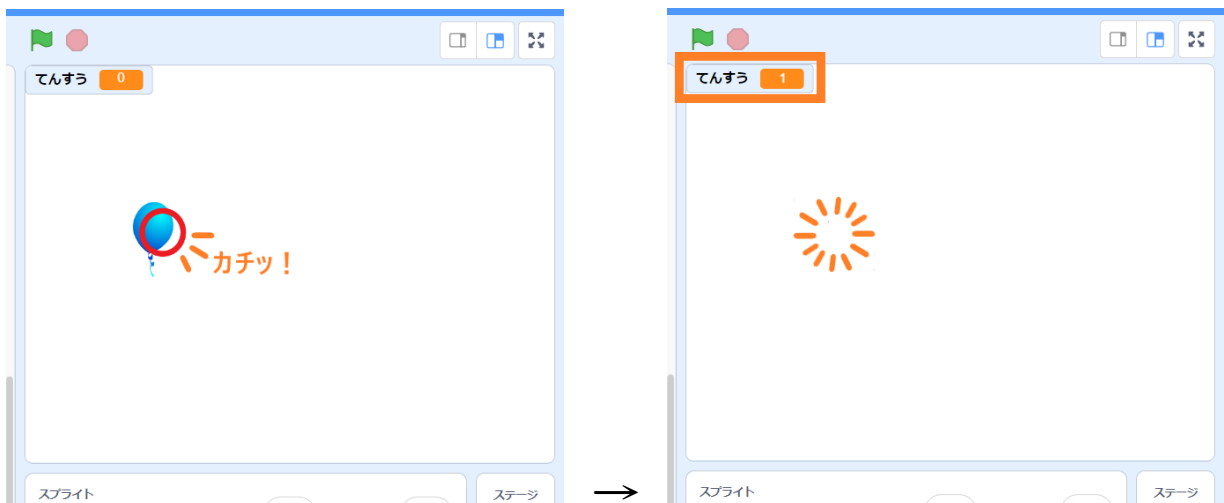 てんすう 0
カチッ！
スプライト
ステージ
→
てんすう 1
スプライト
ステージ